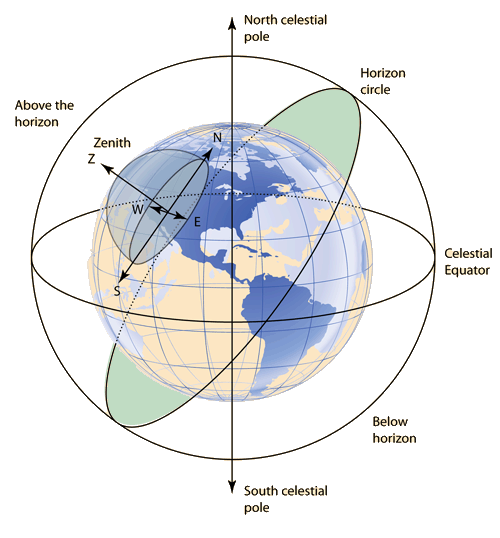 North celestial
pole
Horizon
circle
Above the
horizon
Zenith
N
Z
W
E
S
Celestial
Equator
Below
horizon
South celestial
pole